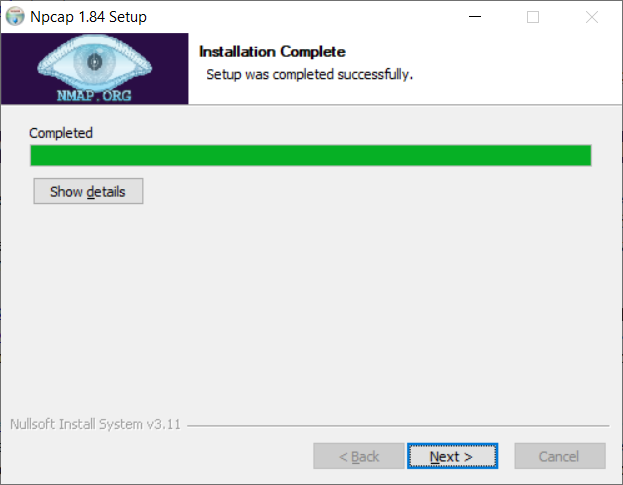 Npcap 1.84 Setup
NMAP.ORG
Installation Complete
Setup was completed successfully.
Completed
Show details
Nullsoft Install System v3.11
< Back
Next >
Cancel